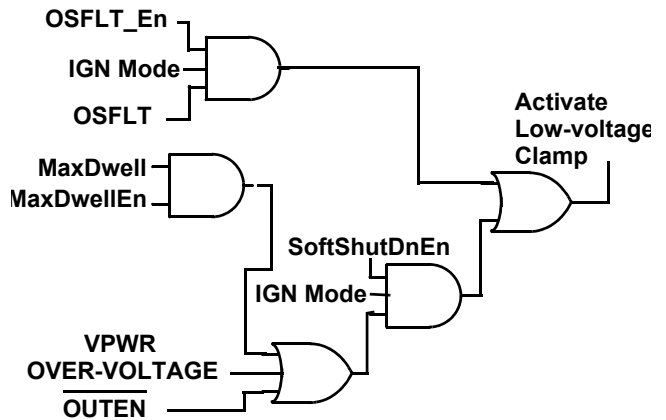 OSFLT_En
IGN Mode
OSFLT
Activate
Low-voltage
Clamp
MaxDwell
MaxDwellEn
SoftShutDnEn
IGN Mode
VPWR
OVER-VOLTAGE
OUTEN